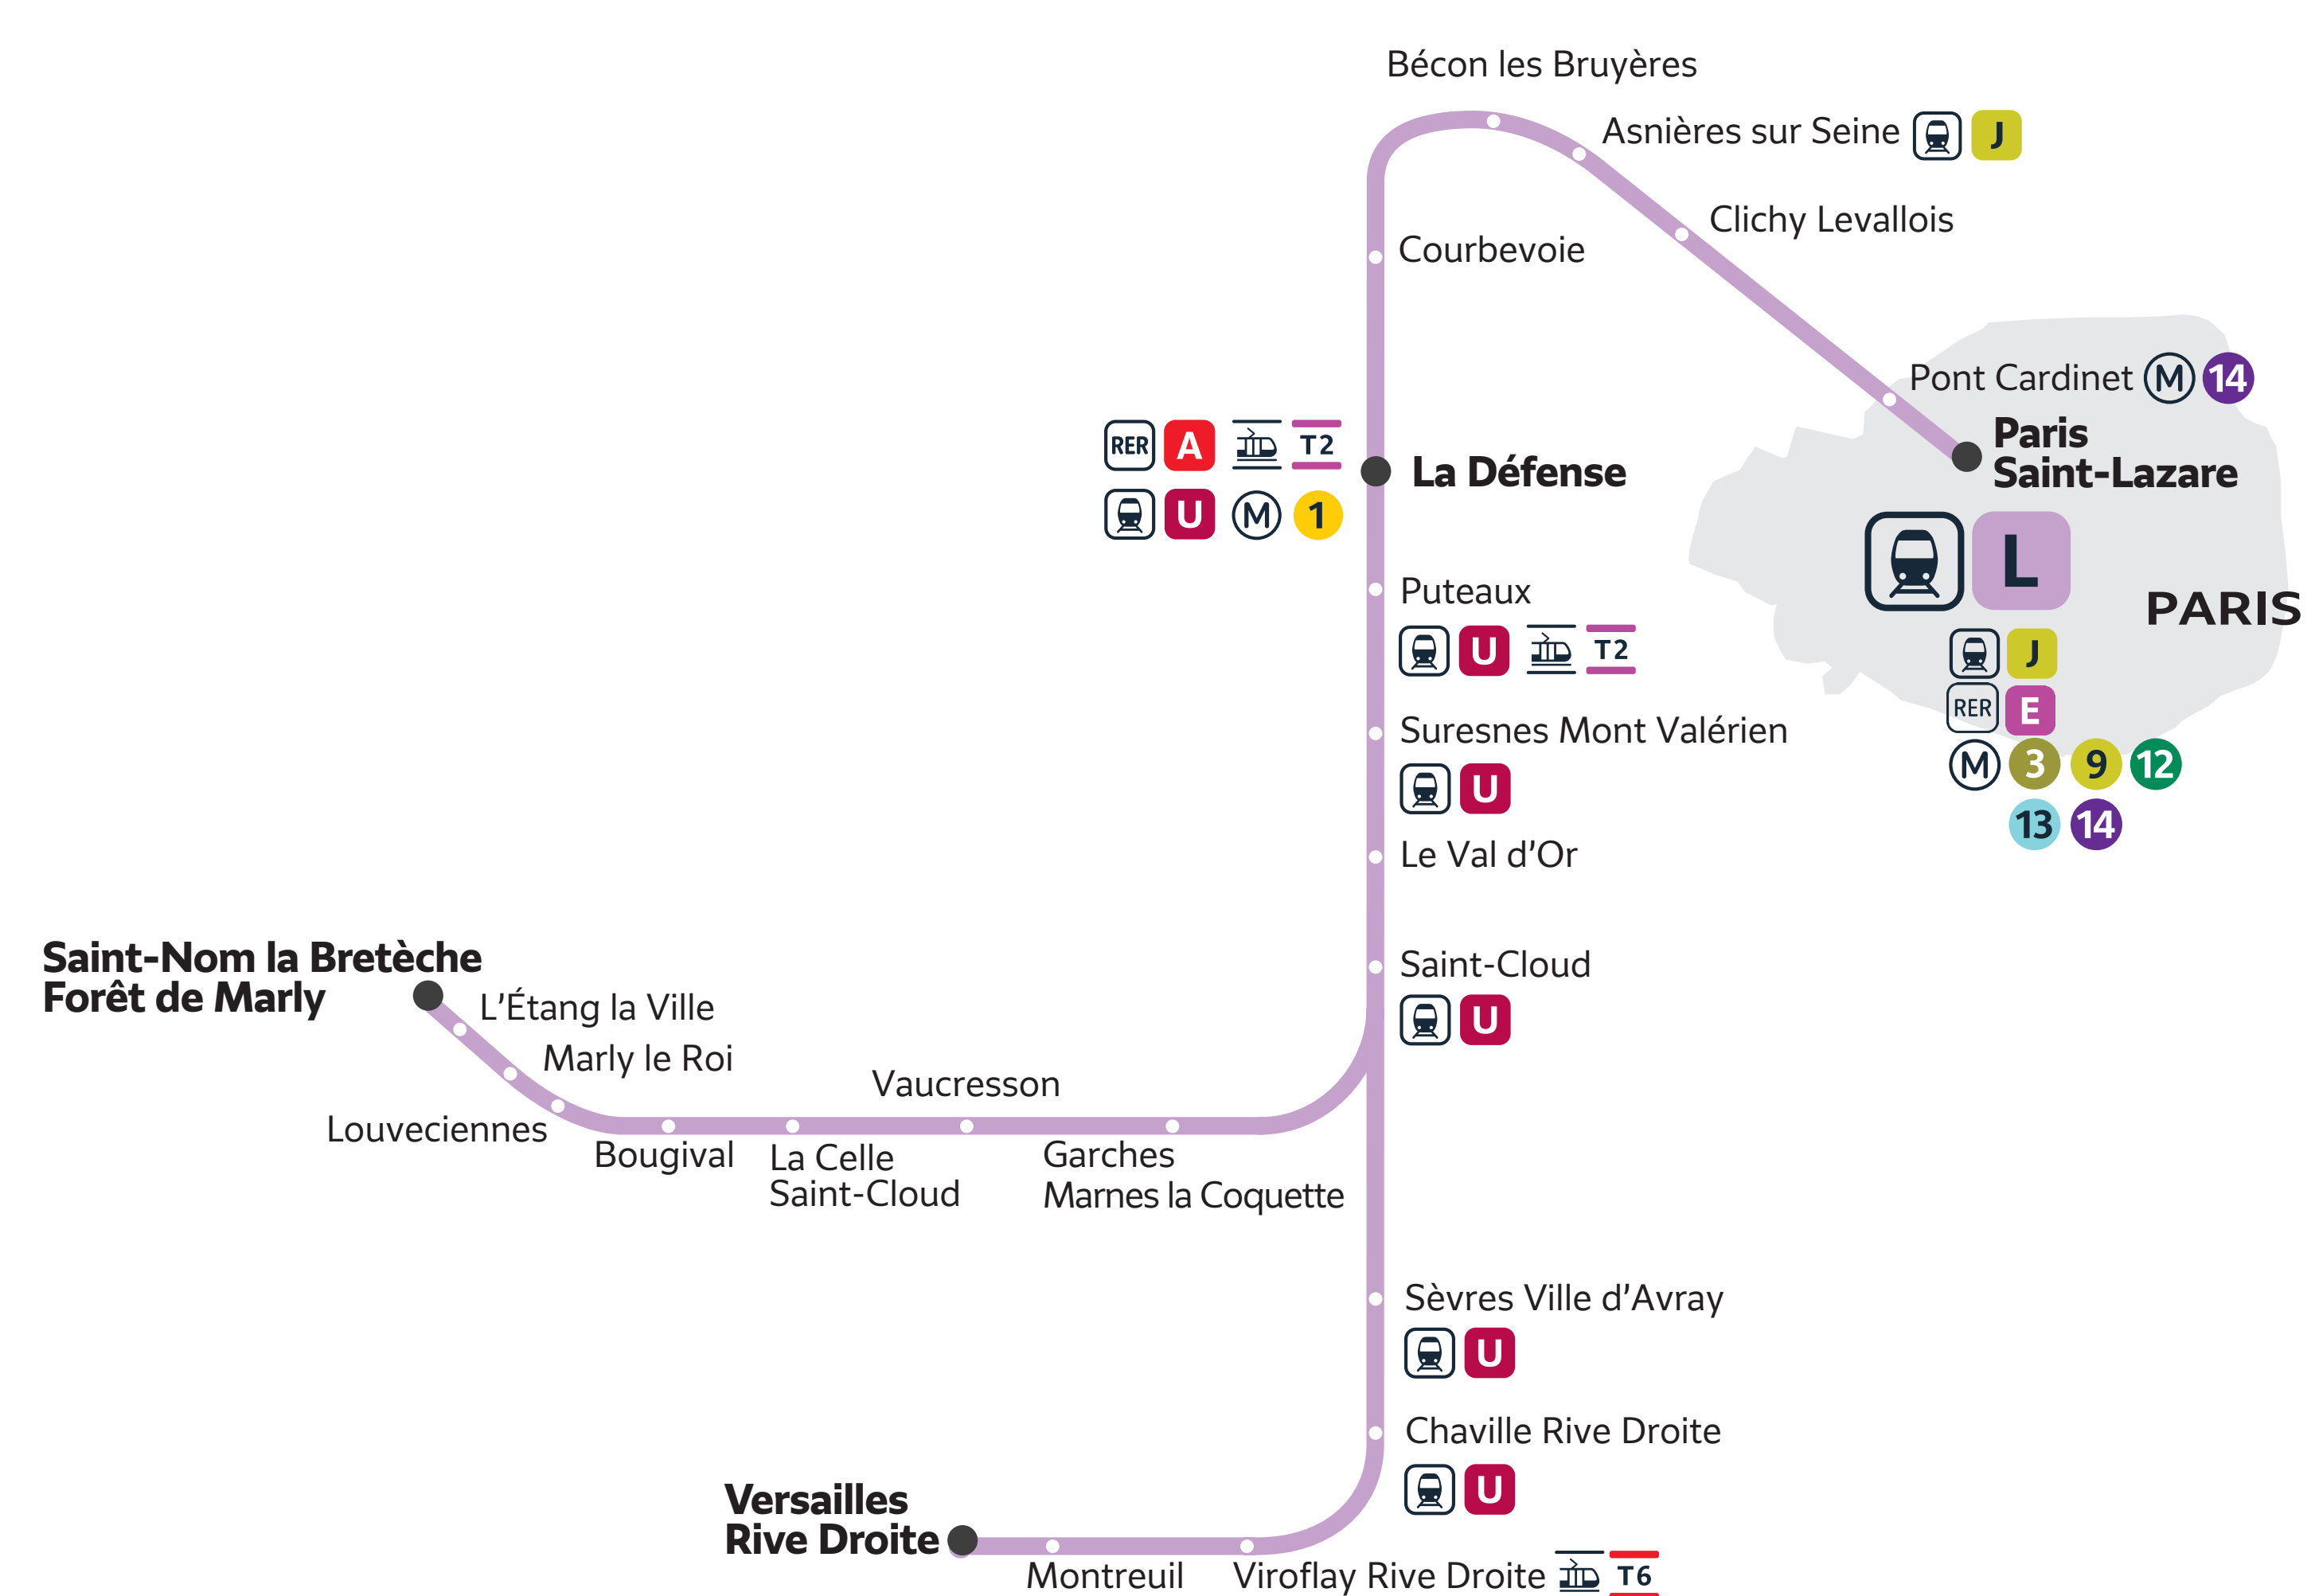 Bécon les Bruyères
Asnières sur Seine J
Clichy Levallois
Courbevoie
Pont Cardinet M 14
Paris
Saint-Lazare
RER A T2
La Défense
U M 1
L
PARIS
Puteaux
U T2
J
RER E
Suresnes Mont Valérien
U
M 3 9 12
13 14
Le Val d'Or
Saint-Cloud
U
Saint-Nom la Bretèche
Forêt de Marly
L'Étang la Ville
Marly le Roi
Vaucresson
Louveciennes
Bougival
La Celle
Saint-Cloud
Garches
Marnes la Coquette
Sèvres Ville d'Avray
U
Chaville Rive Droite
U
Versailles
Rive Droite
Montreuil
Viroflay Rive Droite T6